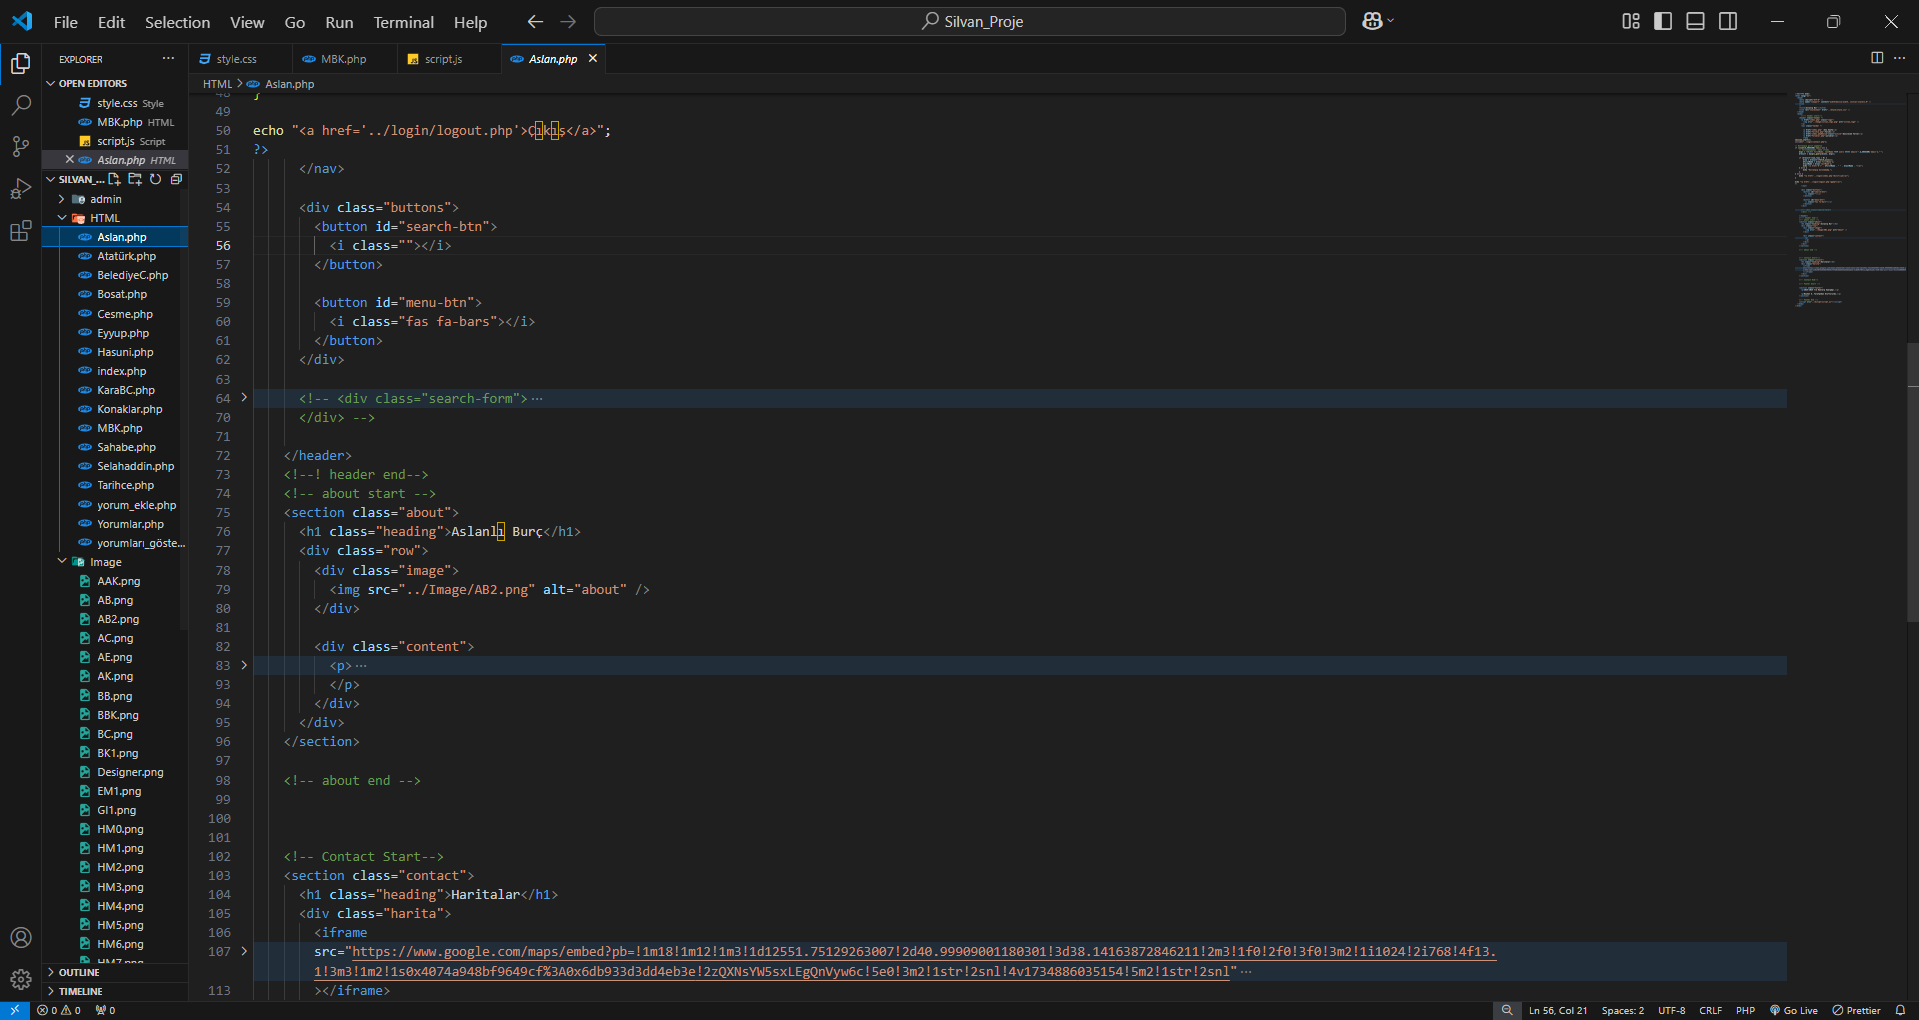 File Edit Selection View Go Run Terminal Help
Silvan_Proje
EXPLORER
OPEN EDITORS
style.css Style
MBK.php HTML
script.js Script
Aslan.php HTML
SILVAN_...
admin
HTML
Aslan.php
Atatürk.php
BelediyeC.php
Bosat.php
Cesme.php
Eyyup.php
Hasuni.php
index.php
KaraBC.php
Konaklar.php
MBK.php
Sahabe.php
Selahaddin.php
Tarihce.php
yorum_ekle.php
Yorumlar.php
yorumları_göste...
Image
AAK.png
AB.png
AB2.png
AC.png
AE.png
AK.png
BB.png
BBK.png
BC.png
BK1.png
Designer.png
EM1.png
GI1.png
HM0.png
HM1.png
HM2.png
HM3.png
HM4.png
HM5.png
HM6.png
HM7.png
OUTLINE
TIMELINE
style.css
MBK.php
script.js
Aslan.php
HTML > Aslan.php
48 }
49
50 echo "<a href='../login/logout.php'>Çıkış</a>";
51 ?>
52 </nav>
53
54 <div class="buttons">
55 <button id="search-btn">
56 <i class=""></i>
57 </button>
58
59 <button id="menu-btn">
60 <i class="fas fa-bars"></i>
61 </button>
62 </div>
63
64 <!-- <div class="search-form">···
70 </div> -->
71
72 </header>
73 <!--! header end-->
74 <!-- about start -->
75 <section class="about">
76 <h1 class="heading">Aslanlı Burç</h1>
77 <div class="row">
78 <div class="image">
79 <img src="../Image/AB2.png" alt="about" />
80 </div>
81
82 <div class="content">
83 <p>···
93 </p>
94 </div>
95 </div>
96 </section>
97
98 <!-- about end -->
99
100
101
102 <!-- Contact Start-->
103 <section class="contact">
104 <h1 class="heading">Haritalar</h1>
105 <div class="harita">
106 <iframe
107 src="https://www.google.com/maps/embed?pb=!1m18!1m12!1m3!1d12551.75129263007!2d40.99909001180301!3d38.14163872846211!2m3!1f0!2f0!3f0!3m2!1i1024!2i768!4f13.
1!3m3!1m2!1s0x4074a948bf9649cf%3A0x6db933d3dd4eb3e!2zQXNsYW5sxLEgQnVyw6c!5e0!3m2!1str!2snl!4v1734886035154!5m2!1str!2snl"···
113 ></iframe>
0 0 0
Ln 56, Col 21 Spaces: 2 UTF-8 CRLF PHP Go Live Prettier